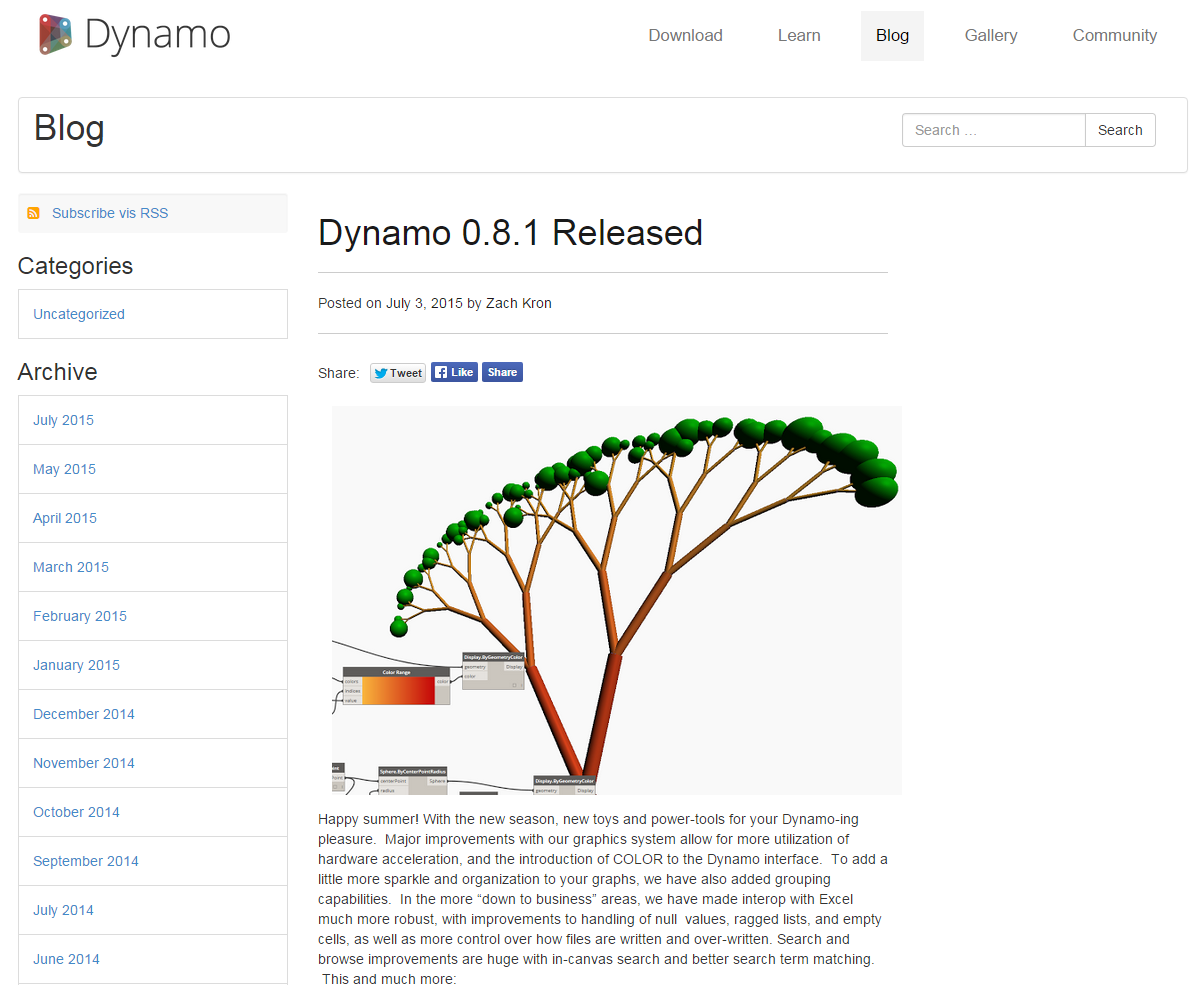 Dynamo
Download
Learn
Blog
Gallery
Community
Blog
Search …
Search
Subscribe vis RSS
Categories
Uncategorized
Archive
July 2015
May 2015
April 2015
March 2015
February 2015
January 2015
December 2014
November 2014
October 2014
September 2014
July 2014
June 2014
Dynamo 0.8.1 Released
Posted on July 3, 2015 by Zach Kron
Share:
Tweet
Like
Share
Display.ByGeometryColor
geometry
Display
color
Color Range
colors
color
indices
value
Sphere.ByCenterPointRadius
centerPoint
Sphere
radius
Display.ByGeometryColor
geometry
Display
Happy summer! With the new season, new toys and power-tools for your Dynamo-ing
pleasure.  Major improvements with our graphics system allow for more utilization of
hardware acceleration, and the introduction of COLOR to the Dynamo interface.  To add a
little more sparkle and organization to your graphs, we have also added grouping
capabilities.  In the more “down to business” areas, we have made interop with Excel
much more robust, with improvements to handling of null  values, ragged lists, and empty
cells, as well as more control over how files are written and over-written. Search and
browse improvements are huge with in-canvas search and better search term matching.
This and much more: